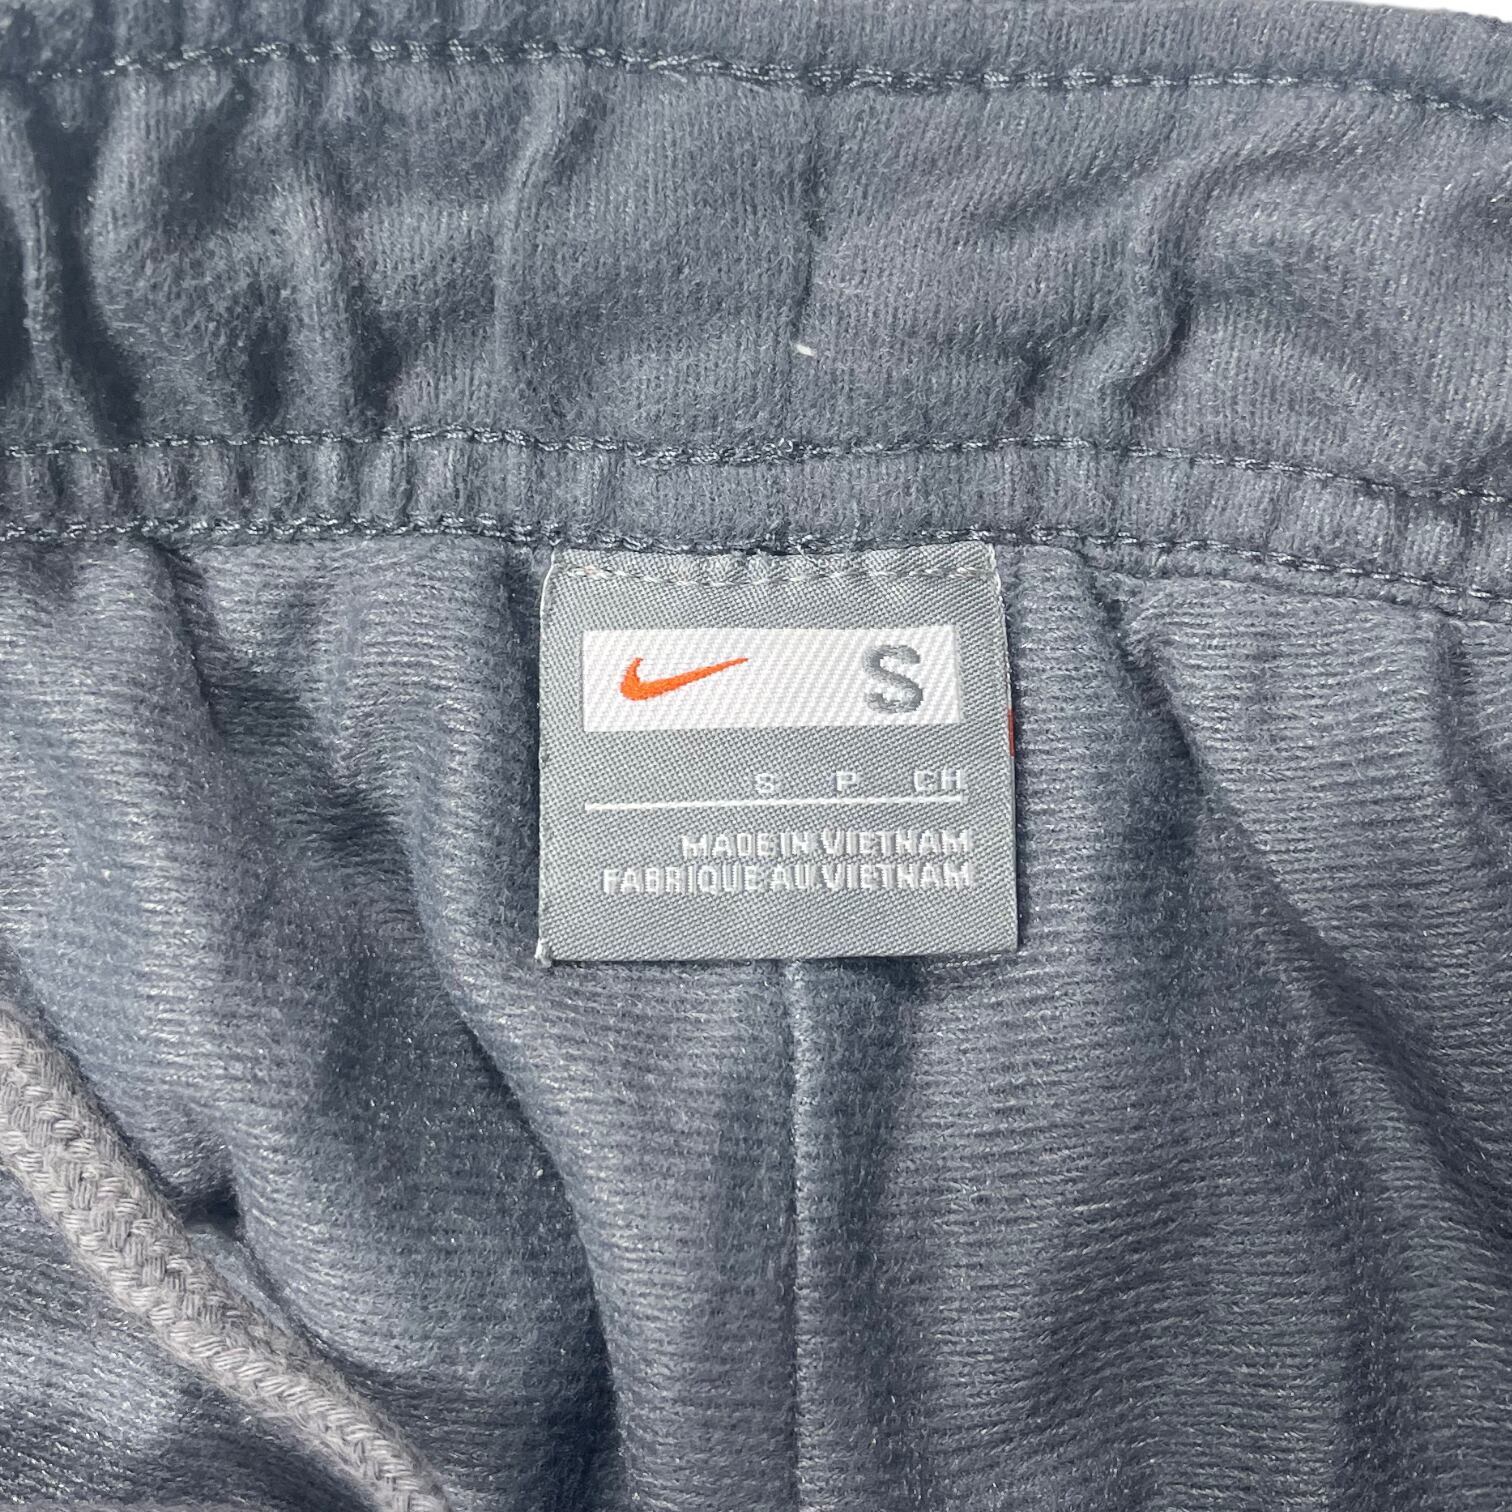 S
S P CH
MADE IN VIETNAM
FABRIQUE AU VIETNAM